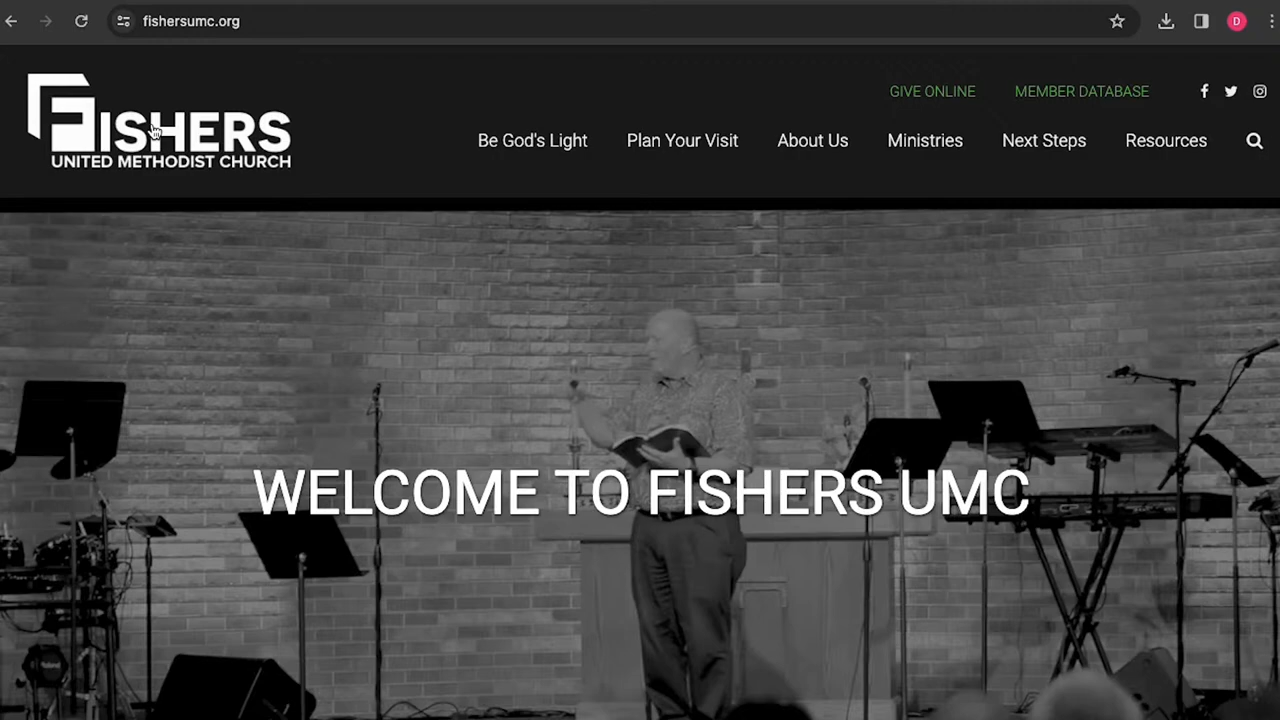 fishersumc.org
D
GIVE ONLINE MEMBER DATABASE
FISHERS
UNITED METHODIST CHURCH
Be God's Light Plan Your Visit About Us Ministries Next Steps Resources
WELCOME TO FISHERS UMC
Roland